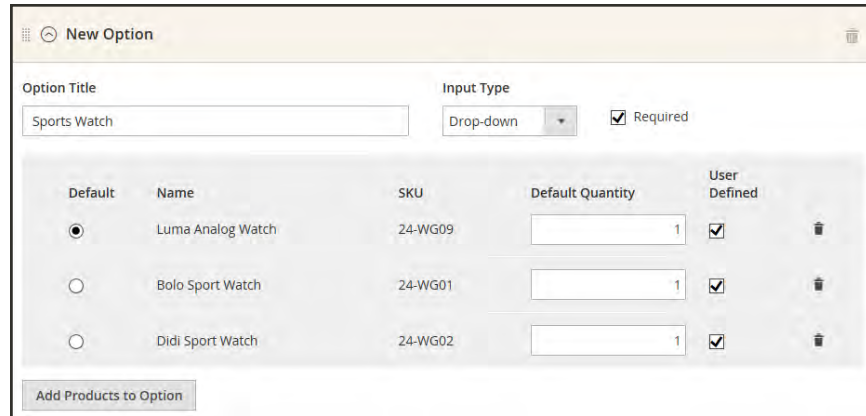 New Option
Option Title Input Type
Sports Watch Drop-down Required
Default Name SKU Default Quantity User Defined
Luma Analog Watch 24-WG09 1
Bolo Sport Watch 24-WG01 1
Didi Sport Watch 24-WG02 1
Add Products to Option